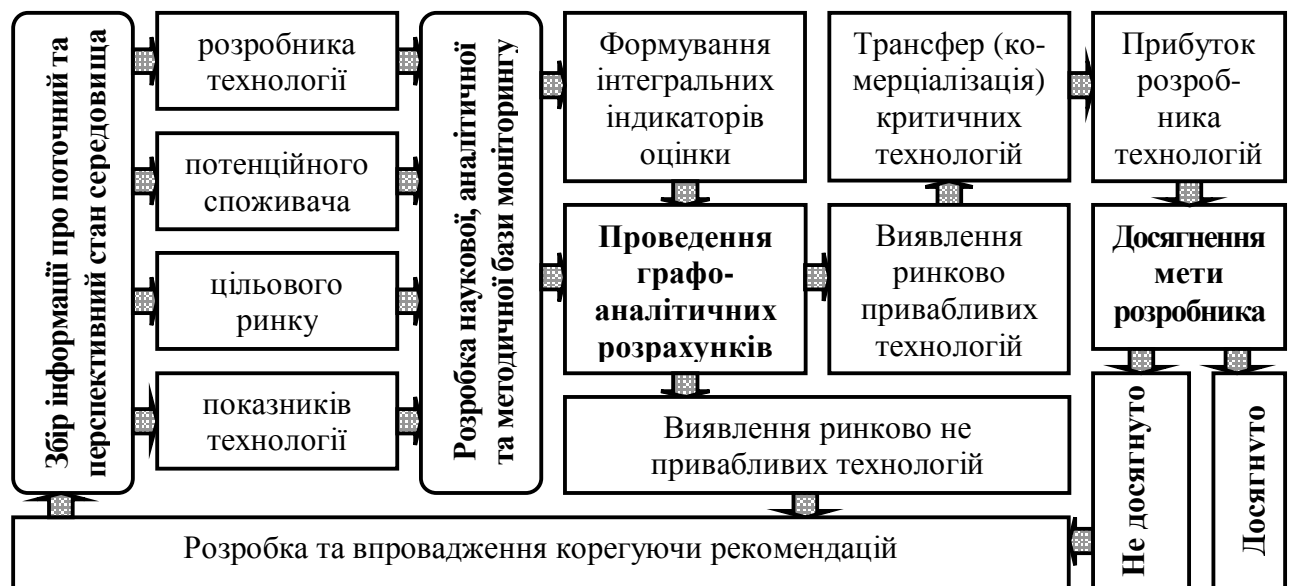 Збір інформації про поточний та
перспективний стан середовища
розробника
технології
потенційного
споживача
цільового
ринку
показників
технології
Розробка наукової, аналітичної
та методичної бази моніторингу
Формування
інтегральних
індикаторів
оцінки
Трансфер (ко-
мерціалізація)
критичних
технологій
Прибуток
розроб-
ника
технологій
Проведення
графо-
аналітичних
розрахунків
Виявлення
ринково
привабливих
технологій
Досягнення
мети
розробника
Виявлення ринково не
привабливих технологій
Не досягнуто
Досягнуто
Розробка та впровадження корегуючи рекомендацій